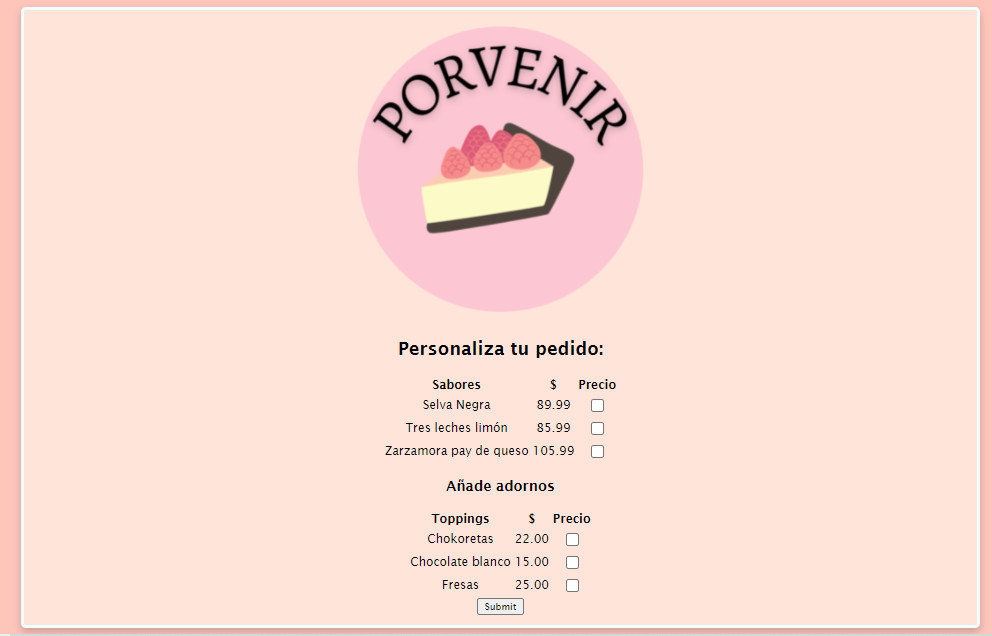 PORVENIR
Personaliza tu pedido:
Sabores $ Precio
Selva Negra 89.99
Tres leches limón 85.99
Zarzamora pay de queso 105.99
Añade adornos
Toppings $ Precio
Chokoretas 22.00
Chocolate blanco 15.00
Fresas 25.00
Submit